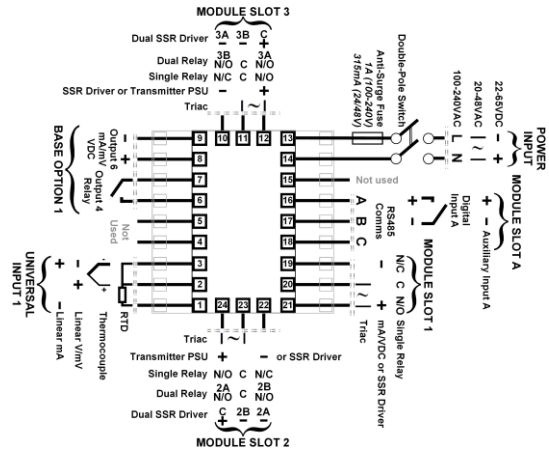 MODULE SLOT 3
3A 3B C
Dual SSR Driver − − +
3B 3A
Dual Relay N/O C N/O
Single Relay N/C C N/O
SSR Driver or Transmitter PSU − +
Triac ~
Double-Pole Switch
Anti-Surge Fuse
1A (100-240V)
315mA (24/48V)
100-240VAC L N
20-48VAC ~
22-65VDC − +
POWER
INPUT
BASE OPTION 1
Output 6
mA/mV
VDC
− +
Output 4
Relay
Not
Used
9 10 11 12 13
8 14
7 15
6 16
5 17
4 18
3 19
2 20
1 24 23 22 21
Not used
A B C
RS485
Comms
+ −
Digital
Input A
+ −
Auxiliary Input A
MODULE SLOT A
MODULE SLOT 1
N/C C N/O Single Relay
− + mA/VDC or SSR
Driver
~ Triac
UNIVERSAL
INPUT 1
RTD
Thermocouple
− +
+ − Linear mA
− + Linear V/mV
Triac ~
Transmitter PSU + − or SSR Driver
Single Relay N/O C N/C
2A 2B
Dual Relay N/O C N/O
C 2B 2A
Dual SSR Driver + − −
MODULE SLOT 2